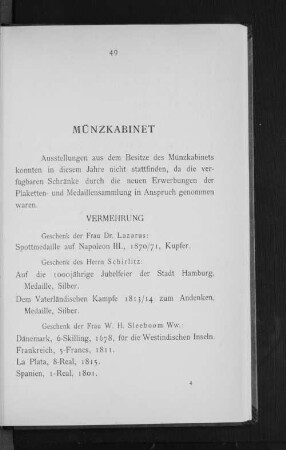 49
MÜNZKABINET
Ausstellungen aus dem Besitze des Münzkabinets
konnten in diesem Jahre nicht stattfinden, da die ver-
fügbaren Schränke durch die neuen Erwerbungen der
Plaketten- und Medaillensammlung in Anspruch genommen
waren.
VERMEHRUNG
Geschenk der Frau Dr. Lazarus:
Spottmedaille auf Napoleon III., 1870/71, Kupfer.
Geschenk des Herrn Schirlitz:
Auf die 1000jährige Jubelfeier der Stadt Hamburg.
Medaille, Silber.
Dem Vaterländischen Kampfe 1813/14 zum Andenken,
Medaille, Silber.
Geschenk der Frau W. H. Sleeboom Ww.:
Dänemark, 6-Skilling, 1678, für die Westindischen Inseln.
Frankreich, 5-Francs, 1811.
La Plata, 8-Real, 1815.
Spanien, 1-Real, 1801.
4